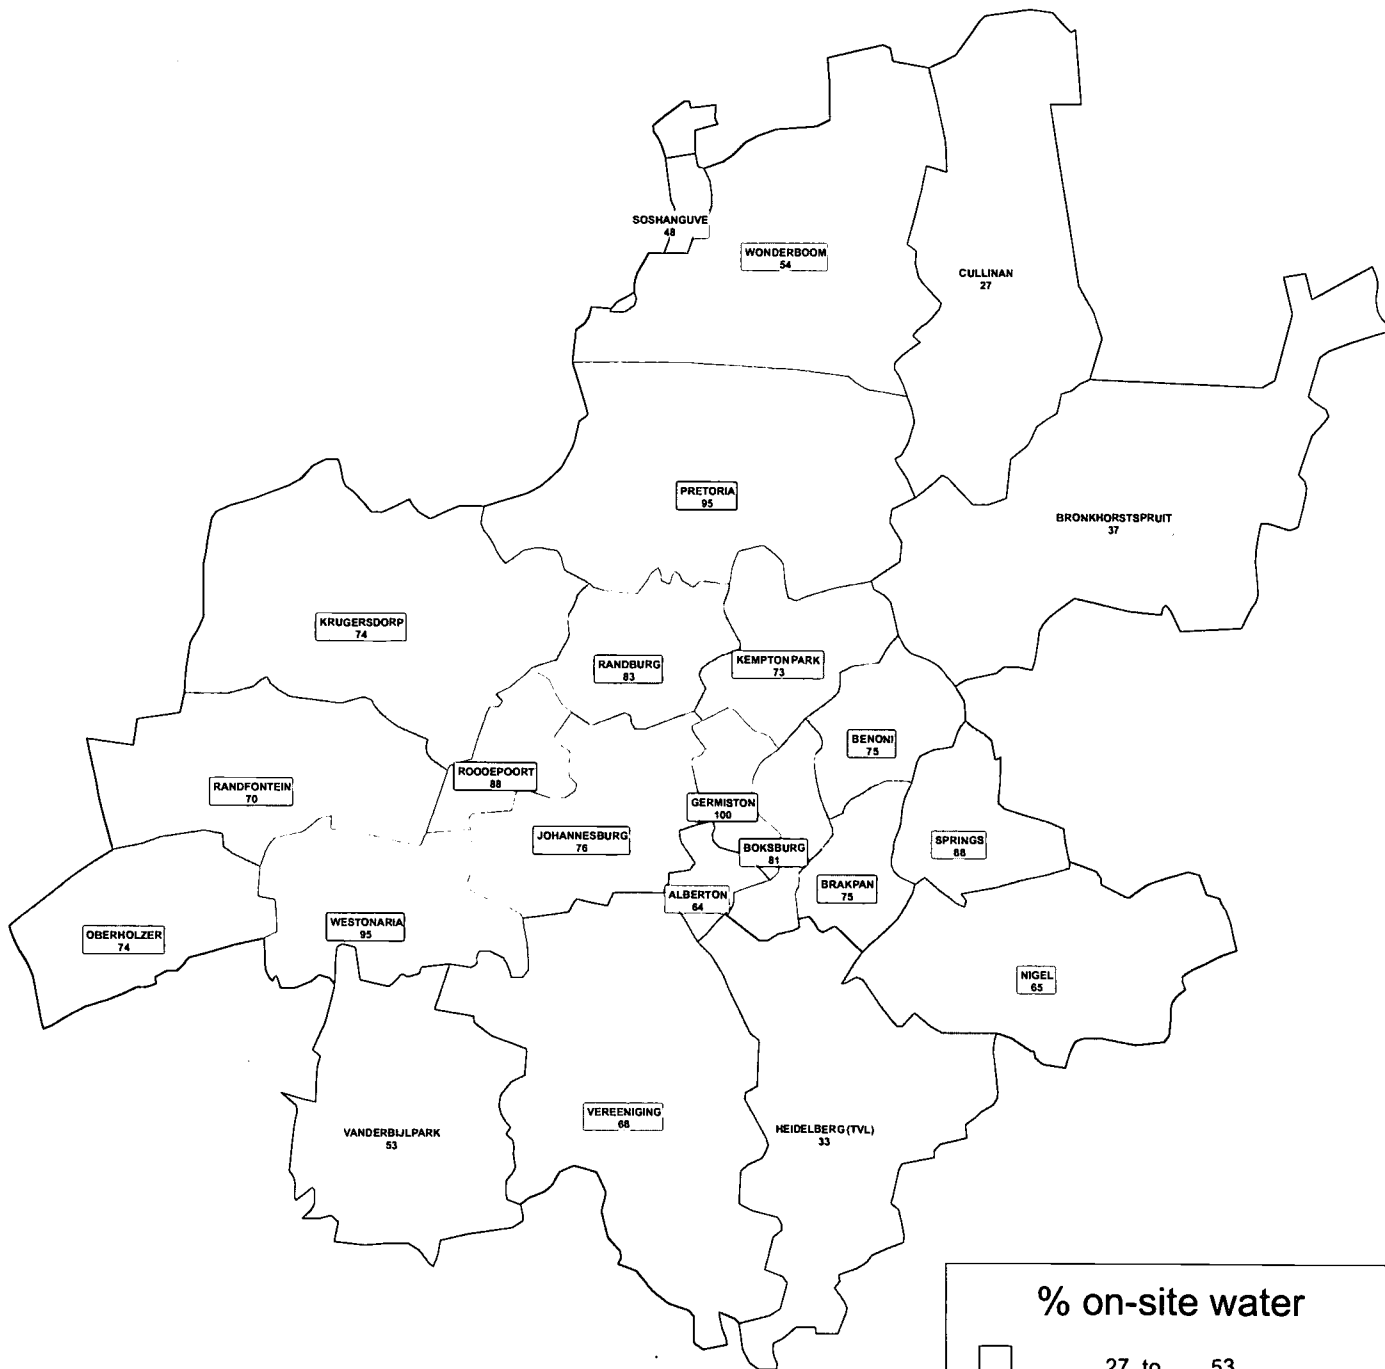 SOSHANGUVE
48
WONDERBOOM
54
CULLINAN
27
PRETORIA
95
BRONKHORSTSPRUIT
37
KRUGERSDORP
74
RANDBURG
83
KEMPTON PARK
73
BENONI
75
ROODEPOORT
88
RANDFONTEIN
70
GERMISTON
100
JOHANNESBURG
76
BOKSBURG
81
SPRINGS
68
ALBERTON
64
BRAKPAN
75
OBERHOLZER
74
WESTONARIA
95
NIGEL
65
VEREENIGING
68
VANDERBIJLPARK
53
HEIDELBERG (TVL)
33
% on-site water
27 to 53